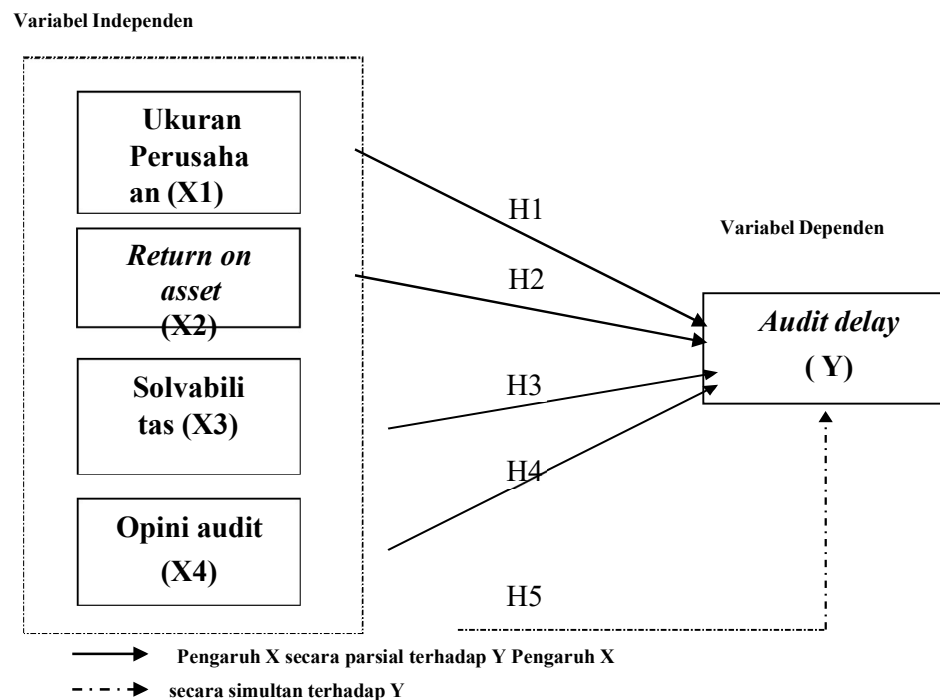 Variabel Independen
Ukuran
Perusaha
an (X1)
Return on
asset
(X2)
Solvabili
tas (X3)
Opini audit
(X4)
H1
H2
H3
H4
H5
Variabel Dependen
Audit delay
( Y)
Pengaruh X secara parsial terhadap Y Pengaruh X
secara simultan terhadap Y